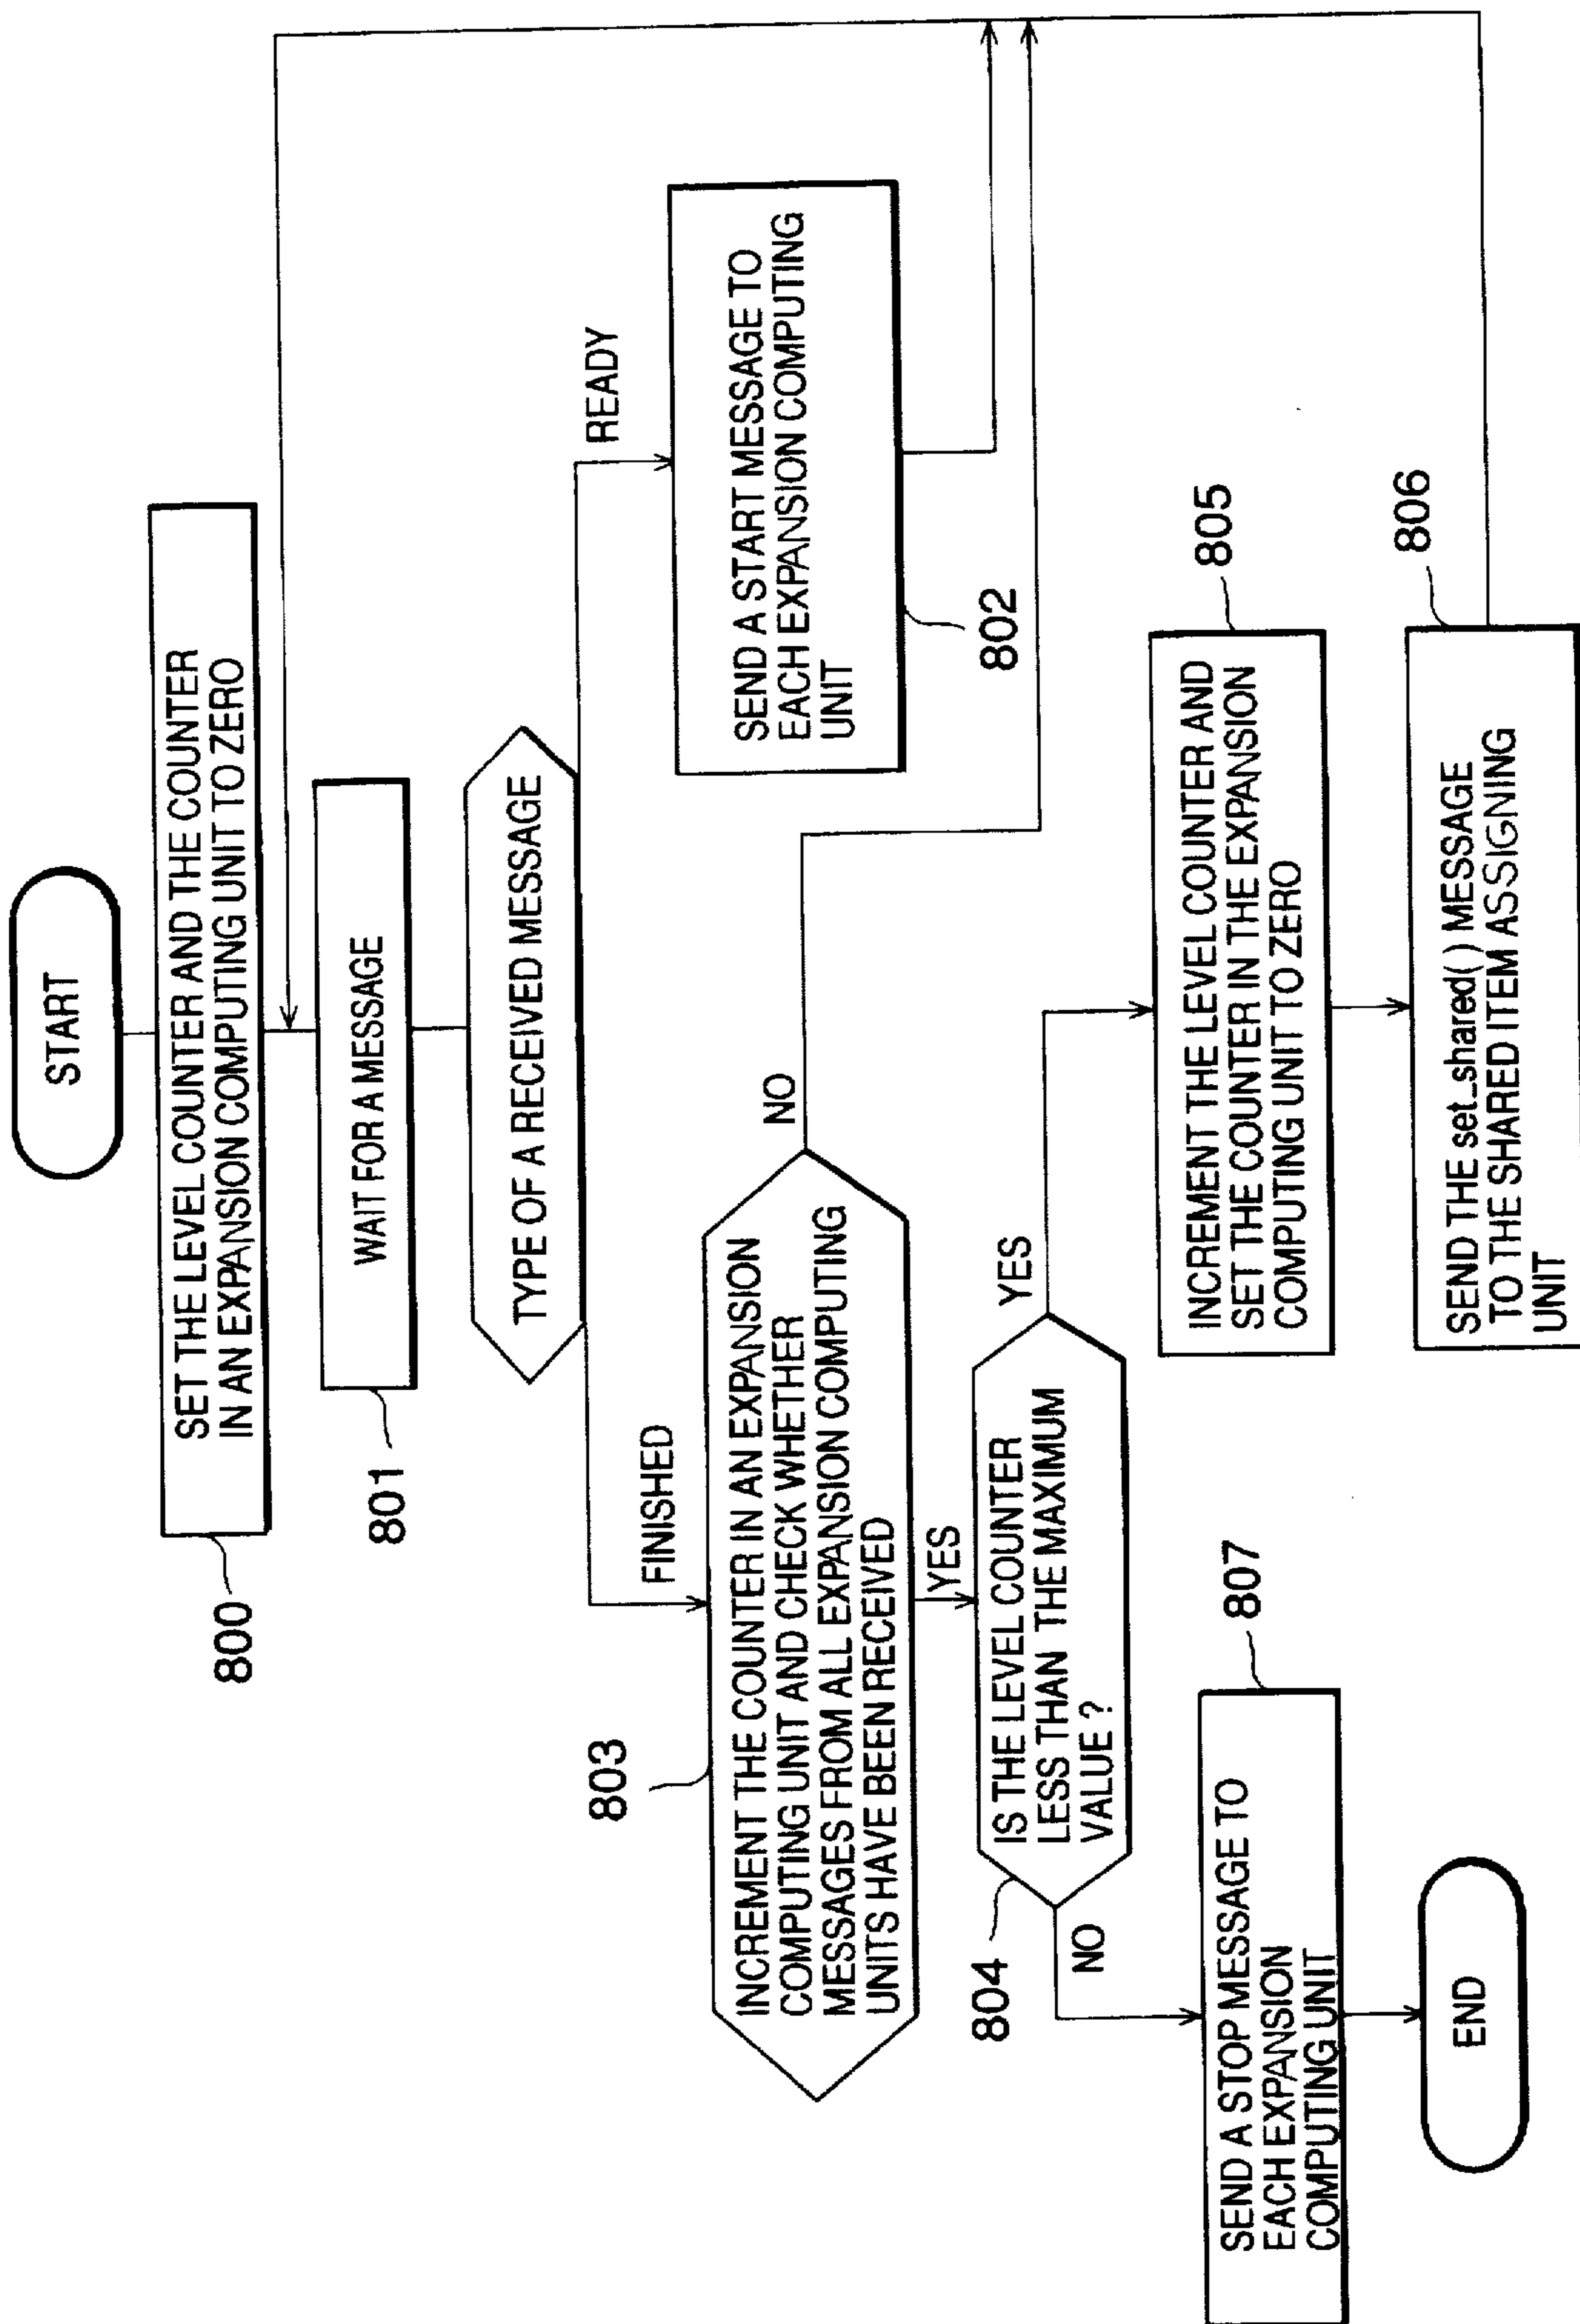 START
SET THE LEVEL COUNTER AND THE COUNTER
IN AN EXPANSION COMPUTING UNIT TO ZERO
800
WAIT FOR A MESSAGE
801
TYPE OF A RECEIVED MESSAGE
FINISHED
READY
SEND A START MESSAGE TO
EACH EXPANSION COMPUTING
UNIT
802
803
INCREMENT THE COUNTER IN AN EXPANSION
COMPUTING UNIT AND CHECK WHETHER
MESSAGES FROM ALL EXPANSION COMPUTING
UNITS HAVE BEEN RECEIVED
NO
YES
IS THE LEVEL COUNTER
LESS THAN THE MAXIMUM
VALUE ?
804
NO
YES
805
INCREMENT THE LEVEL COUNTER AND
SET THE COUNTER IN THE EXPANSION
COMPUTING UNIT TO ZERO
806
SEND THE set_shared( ) MESSAGE
TO THE SHARED ITEM ASSIGNING
UNIT
807
SEND A STOP MESSAGE TO
EACH EXPANSION
COMPUTING UNIT
END